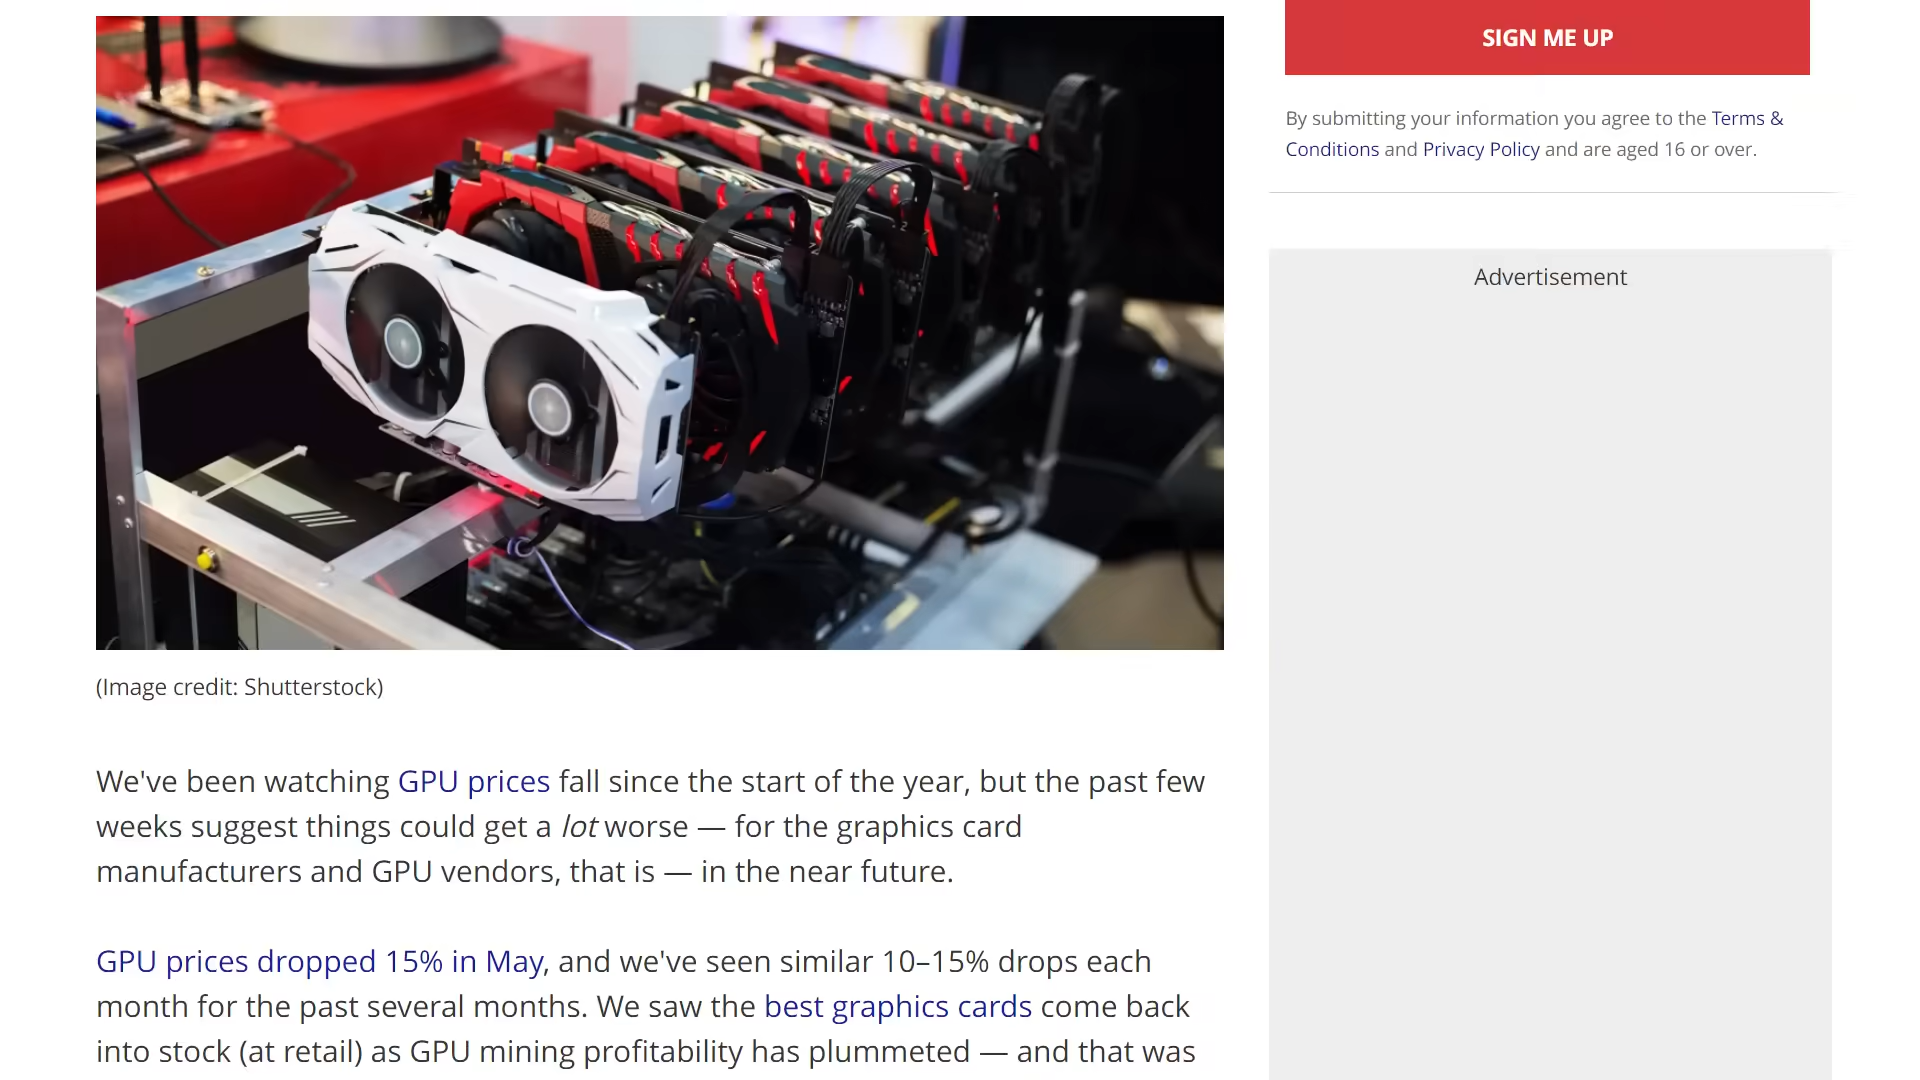 SIGN ME UP
By submitting your information you agree to the Terms &
Conditions and Privacy Policy and are aged 16 or over.
Advertisement
(Image credit: Shutterstock)
We've been watching GPU prices fall since the start of the year, but the past few
weeks suggest things could get a lot worse — for the graphics card
manufacturers and GPU vendors, that is — in the near future.
GPU prices dropped 15% in May, and we've seen similar 10–15% drops each
month for the past several months. We saw the best graphics cards come back
into stock (at retail) as GPU mining profitability has plummeted — and that was